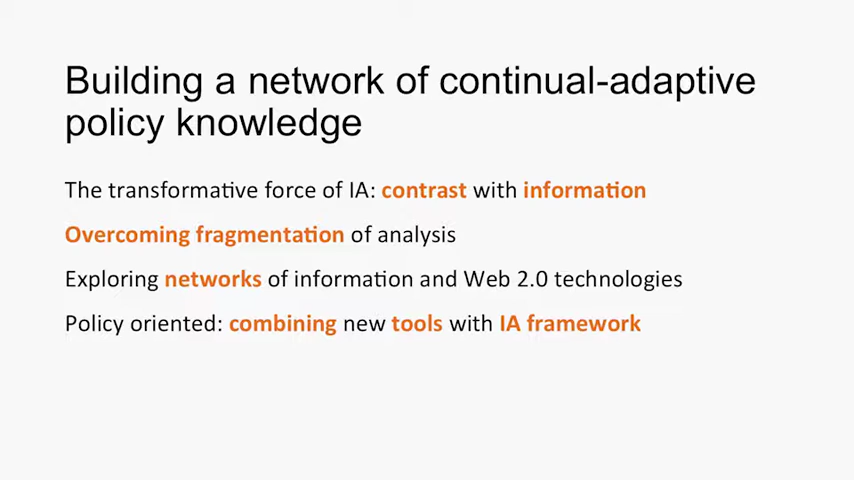 Building a network of continual-adaptive
policy knowledge
The transformative force of IA: contrast with information
Overcoming fragmentation of analysis
Exploring networks of information and Web 2.0 technologies
Policy oriented: combining new tools with IA framework